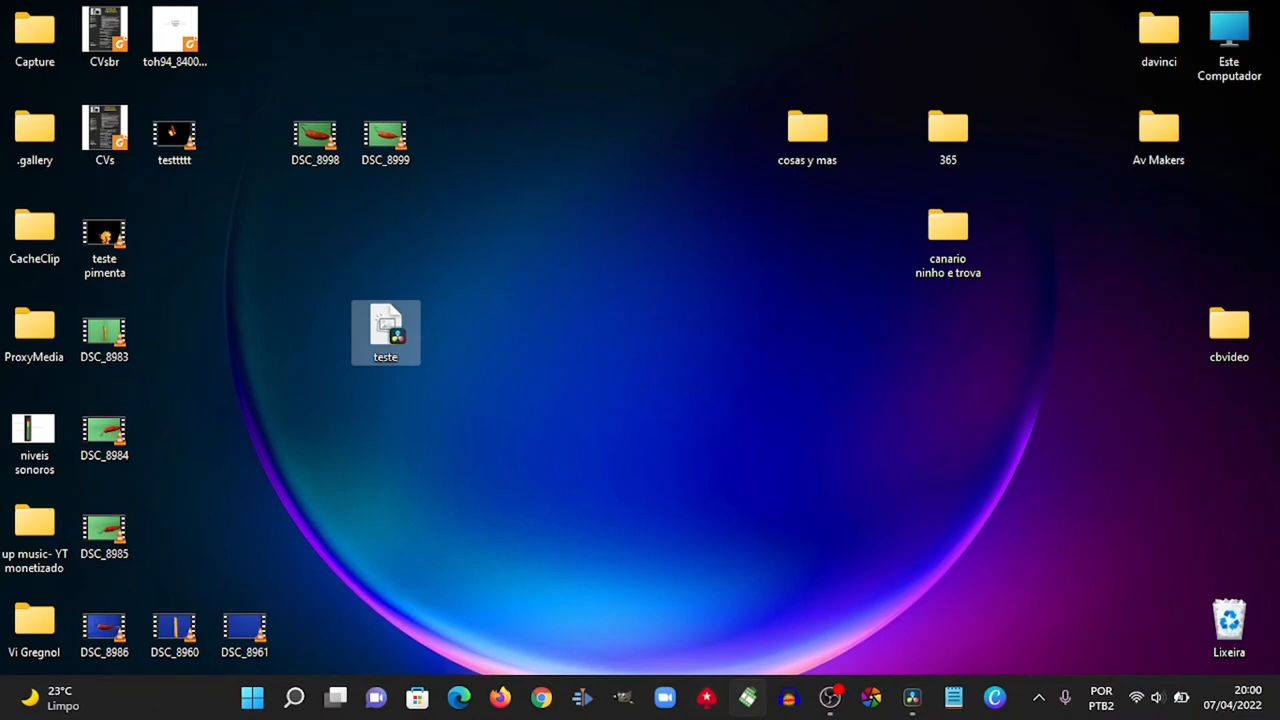 Capture
CVsbr
toh94_8400...
davinci
Este
Computador
.gallery
CVs
testtttt
DSC_8998
DSC_8999
cosas y mas
365
Av Makers
CacheClip
teste
pimenta
canario
ninho e trova
ProxyMedia
DSC_8983
teste
cbvideo
niveis
sonoros
DSC_8984
up music- YT
monetizado
DSC_8985
Vi Gregnol
DSC_8986
DSC_8960
DSC_8961
Lixeira
23°C
Limpo
POR
PTB2
20:00
07/04/2022